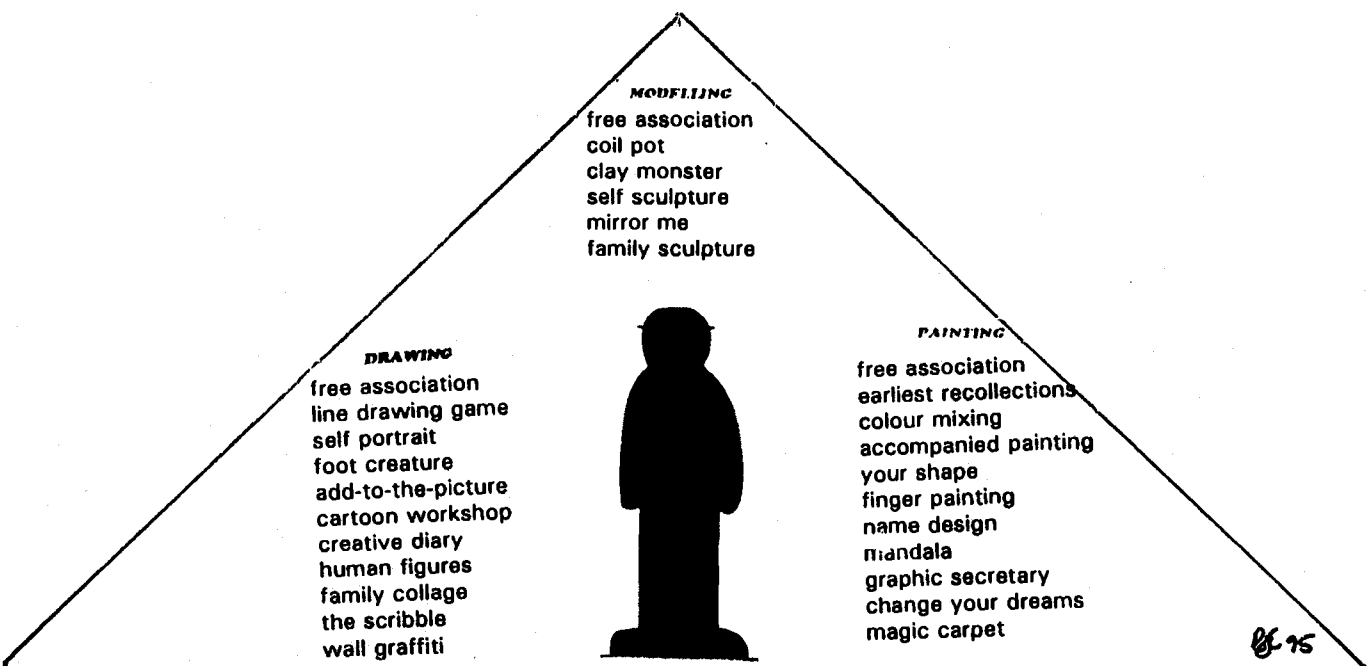 MODELLING
free association
coil pot
clay monster
self sculpture
mirror me
family sculpture
DRAWING
free association
line drawing game
self portrait
foot creature
add-to-the-picture
cartoon workshop
creative diary
human figures
family collage
the scribble
wall graffiti
PAINTING
free association
earliest recollections
colour mixing
accompanied painting
your shape
finger painting
name design
mandala
graphic secretary
change your dreams
magic carpet
95